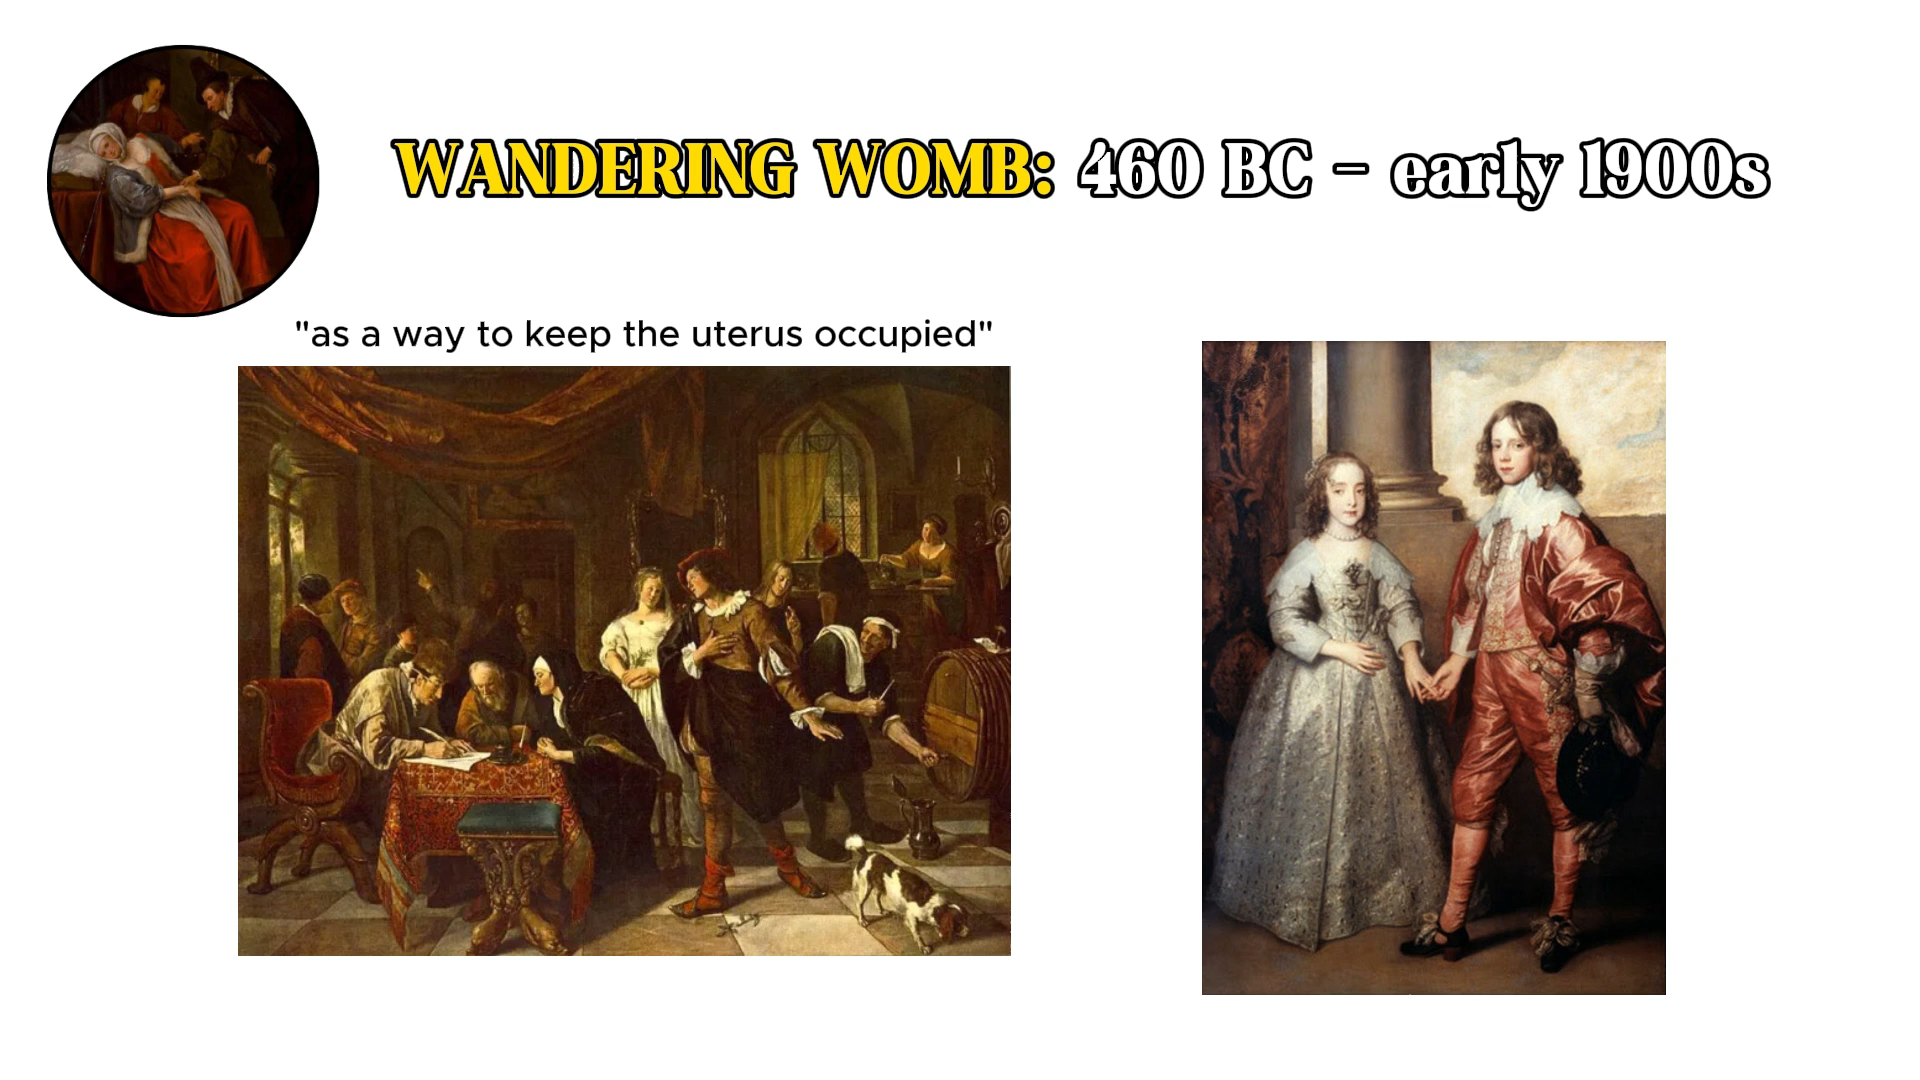 WANDERING WOMB: 460 BC – early 1900s
"as a way to keep the uterus occupied"